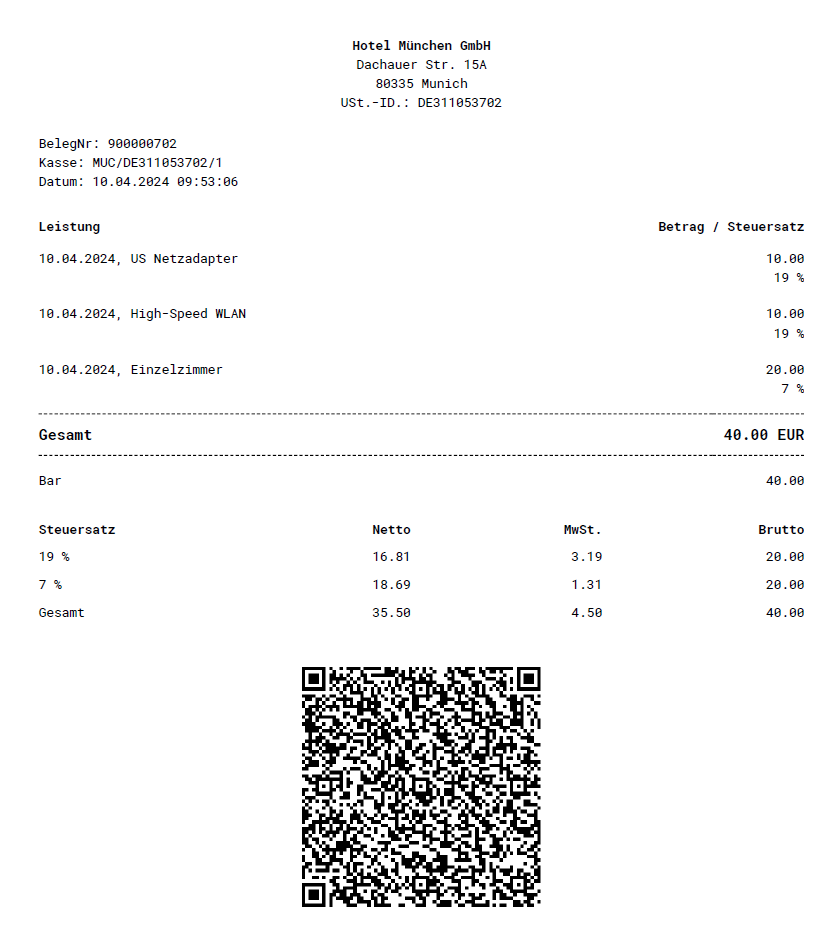 Hotel München GmbH
Dachauer Str. 15A
80335 Munich
USt.-ID.: DE311053702
BelegNr: 900000702
Kasse: MUC/DE311053702/1
Datum: 10.04.2024 09:53:06
Leistung Betrag / Steuersatz
10.04.2024, US Netzadapter 10.00
19 %
10.04.2024, High-Speed WLAN 10.00
19 %
10.04.2024, Einzelzimmer 20.00
7 %
Gesamt 40.00 EUR
Bar 40.00
Steuersatz Netto MwSt. Brutto
19 % 16.81 3.19 20.00
7 % 18.69 1.31 20.00
Gesamt 35.50 4.50 40.00